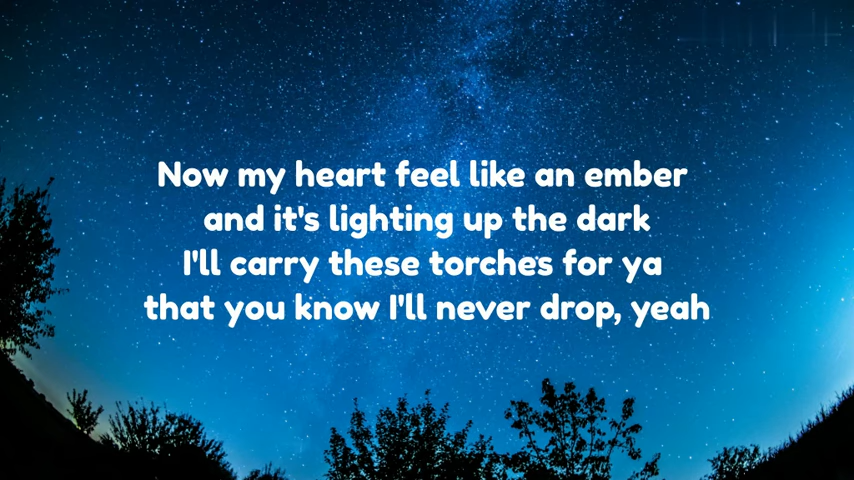 Now my heart feel like an ember
and it's lighting up the dark
I'll carry these torches for ya
that you know I'll never drop, yeah